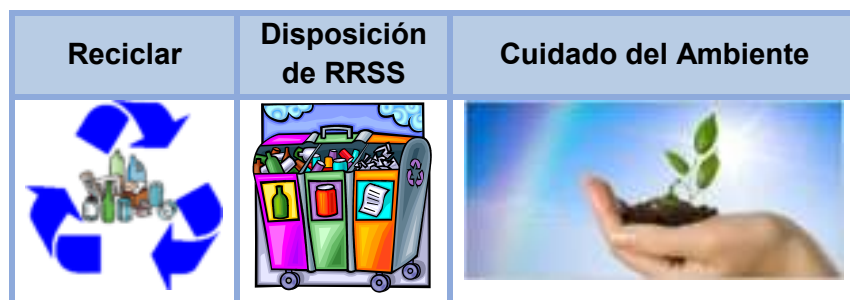 Reciclar
Disposición
de RRSS
Cuidado del Ambiente